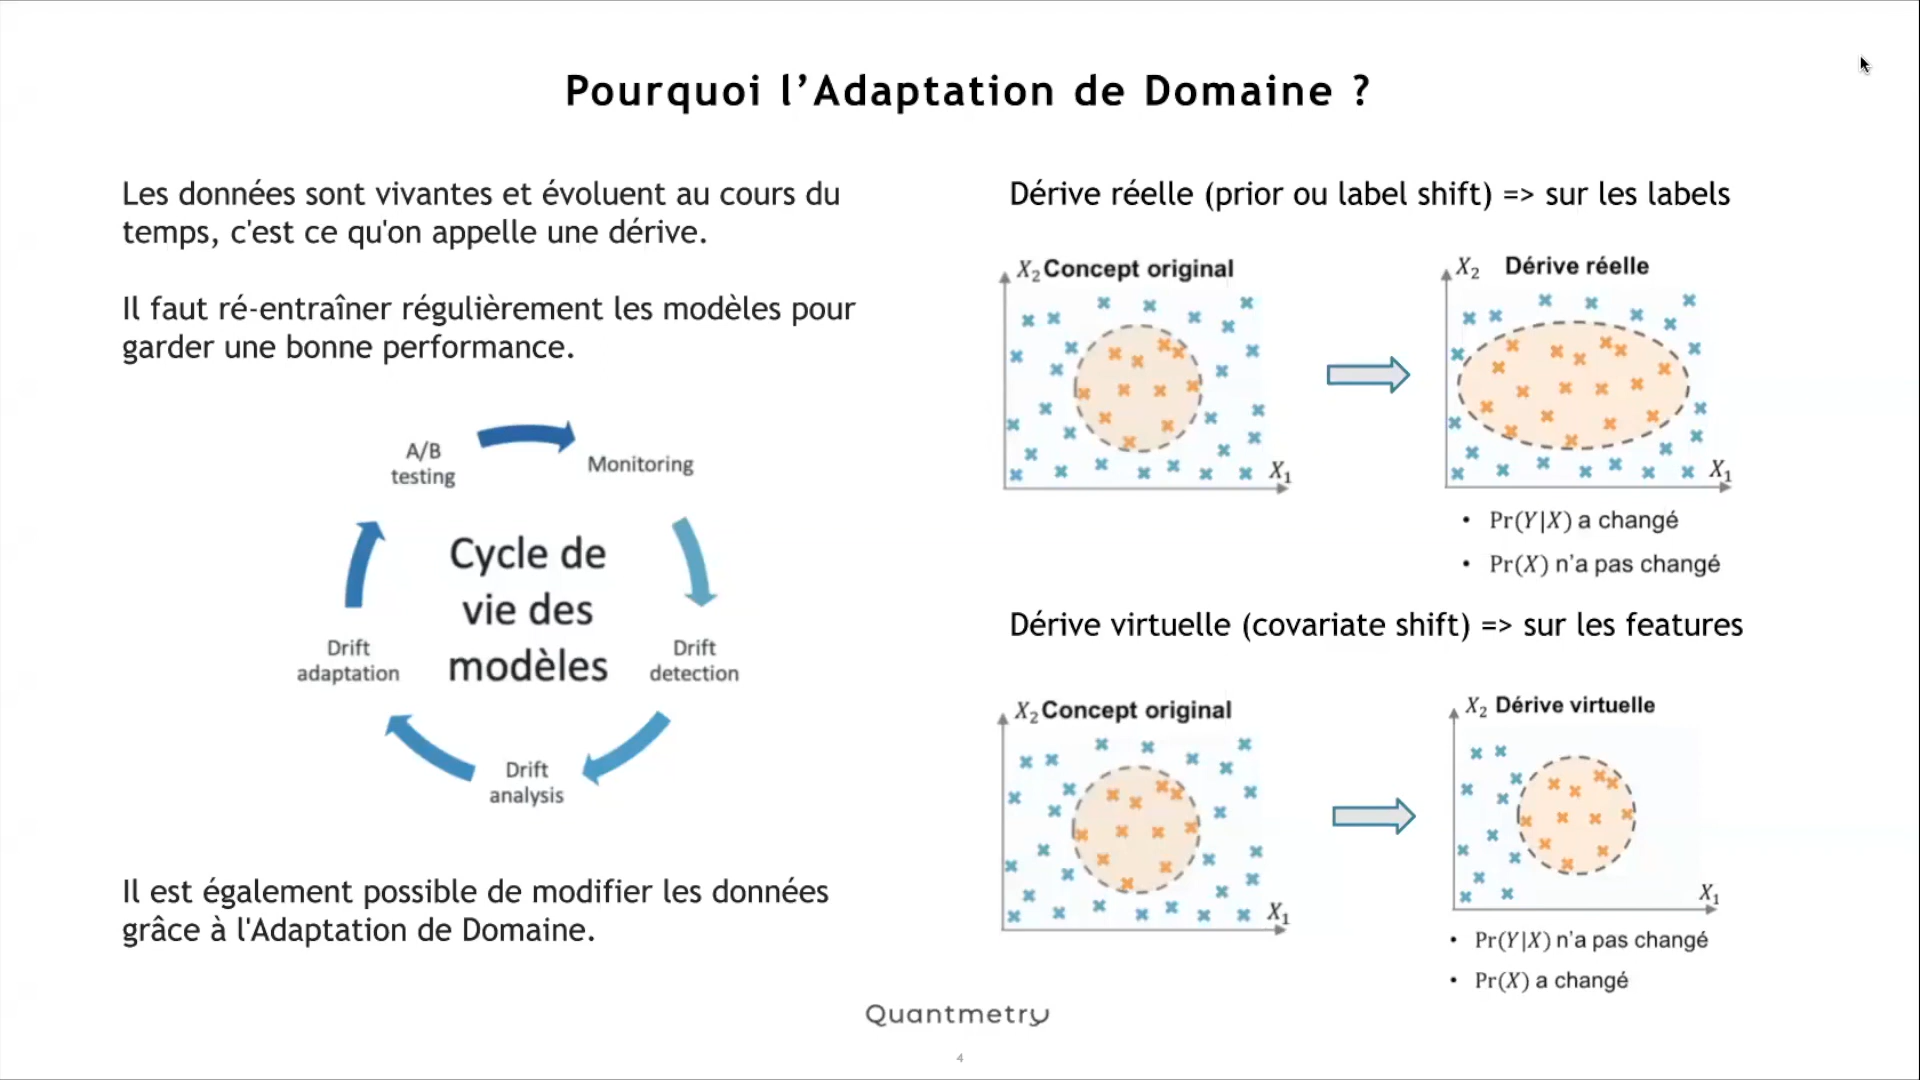 Pourquoi l’Adaptation de Domaine ?
Les données sont vivantes et évoluent au cours du
temps, c'est ce qu'on appelle une dérive.
Il faut ré-entraîner régulièrement les modèles pour
garder une bonne performance.
A/B
testing
Monitoring
Cycle de
vie des
modèles
Drift
adaptation
Drift
detection
Drift
analysis
Il est également possible de modifier les données
grâce à l'Adaptation de Domaine.
Dérive réelle (prior ou label shift) => sur les labels
X₂ Concept original
X₁
X₂ Dérive réelle
X₁
• Pr(Y|X) a changé
• Pr(X) n’a pas changé
Dérive virtuelle (covariate shift) => sur les features
X₂ Concept original
X₁
X₂ Dérive virtuelle
X₁
• Pr(Y|X) n’a pas changé
• Pr(X) a changé
Quantmetry
4